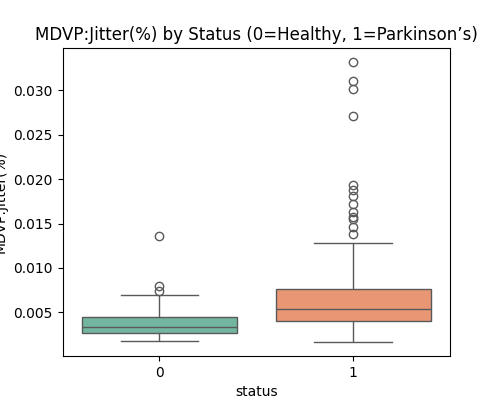 MDVP:Jitter(%) by Status (0=Healthy, 1=Parkinson’s)
0.030
0.025
0.020
0.015
0.010
0.005
MDVP:Jitter(%)
0
1
status